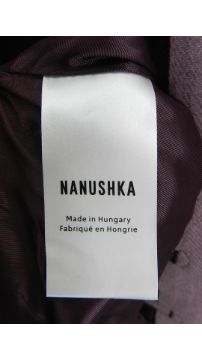 NANUSHKA
Made in Hungary
Fabriqué en Hongrie